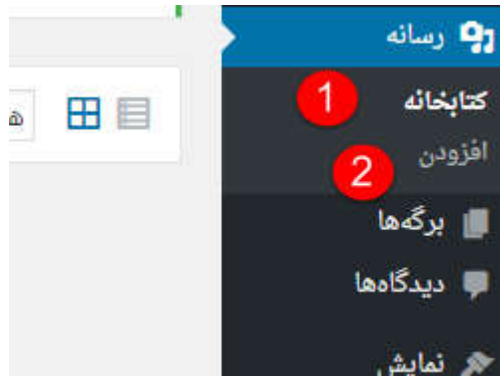 رسانه
کتابخانه
1
افزودن
2
برگه‌ها
دیدگاه‌ها
نمایش